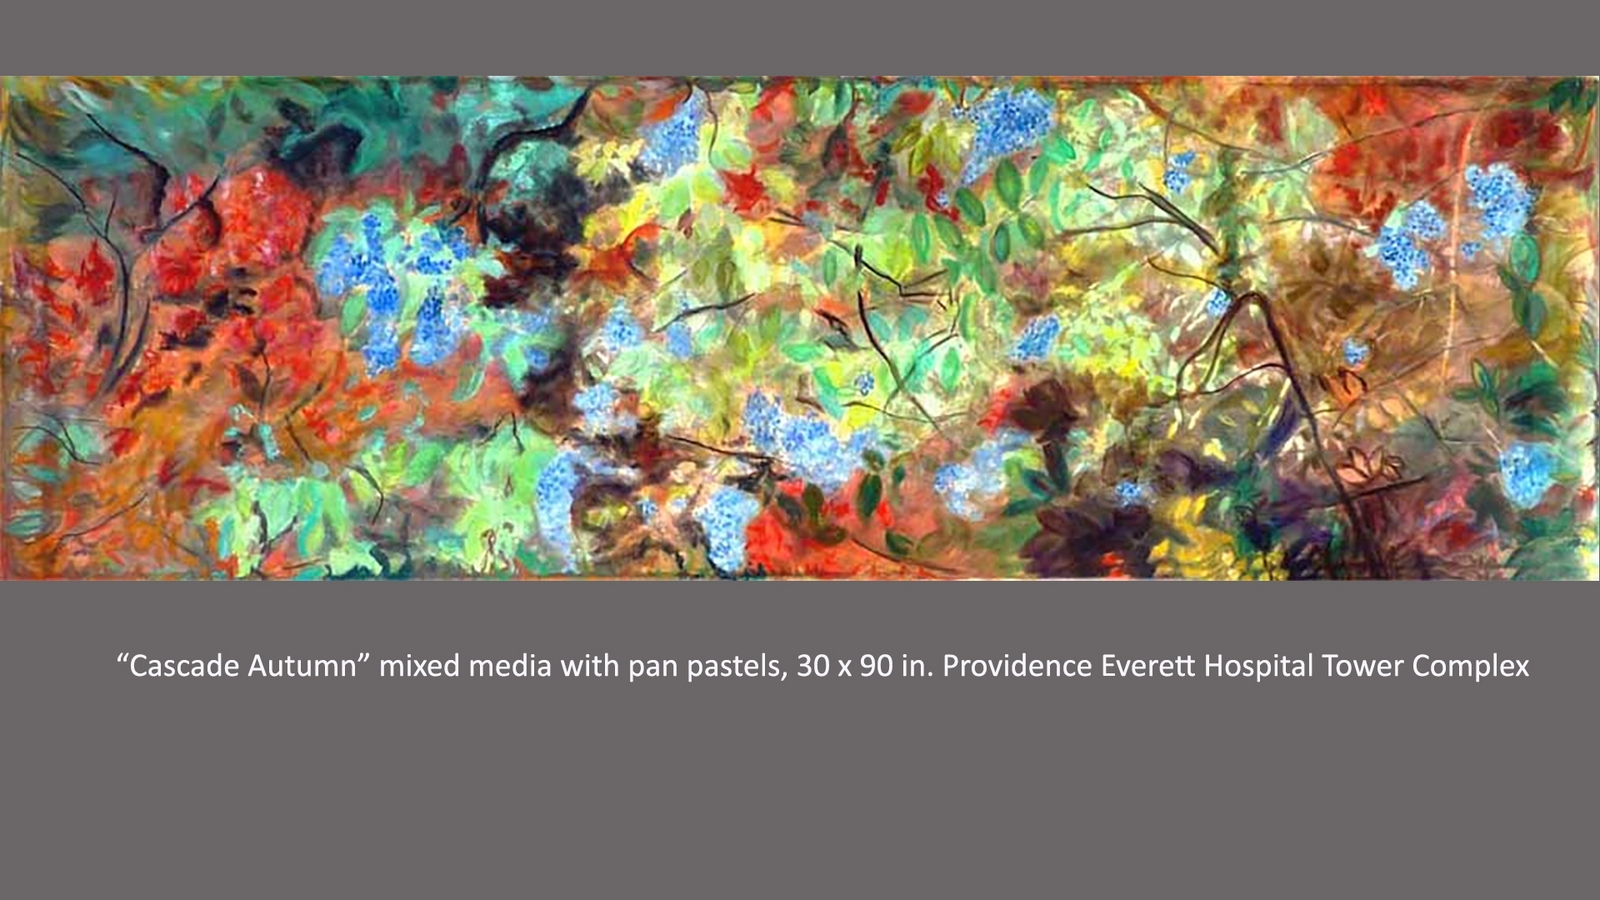 “Cascade Autumn” mixed media with pan pastels, 30 x 90 in. Providence Everett Hospital Tower Complex